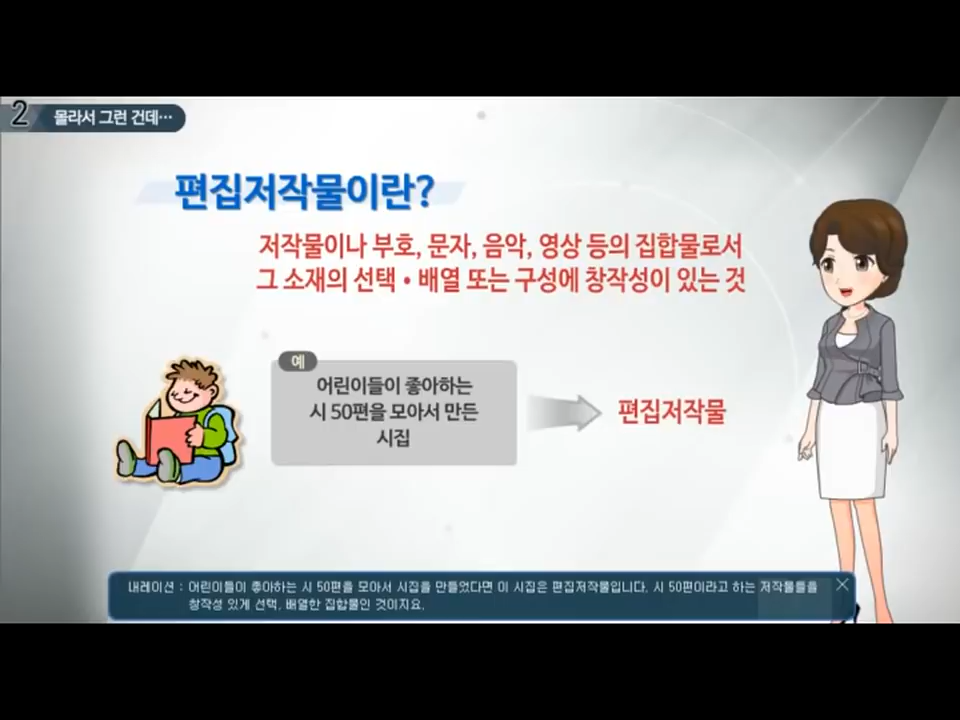 2 몰라서 그런 건데…
편집저작물이란?
저작물이나 부호, 문자, 음악, 영상 등의 집합물로서
그 소재의 선택 • 배열 또는 구성에 창작성이 있는 것
예
어린이들이 좋아하는
시 50편을 모아서 만든
시집
편집저작물
내레이션 : 어린이들이 좋아하는 시 50편을 모아서 시집을 만들었다면 이 시집은 편집저작물입니다. 시 50편이라고 하는 저작물들을
창작성 있게 선택, 배열한 집합물인 것이지요.